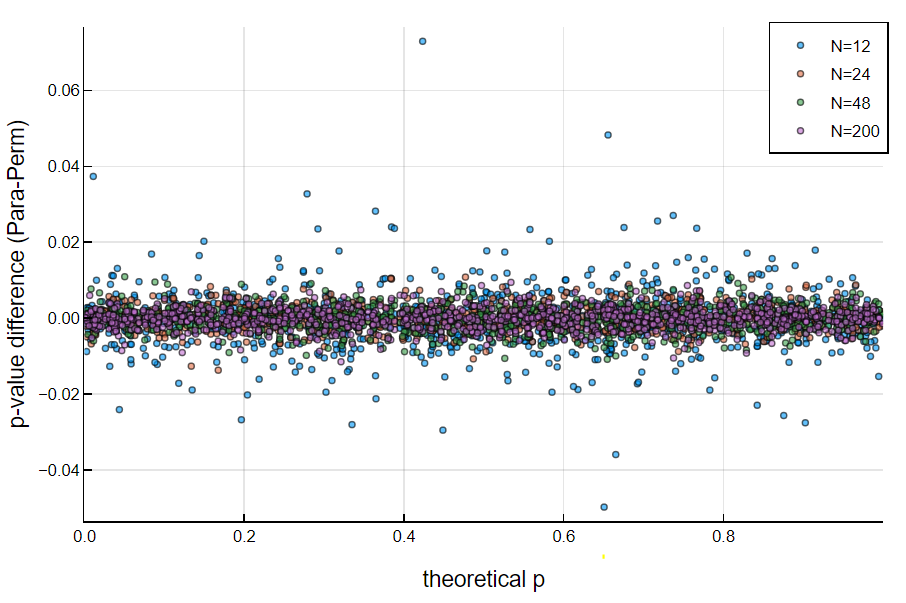 N=12
N=24
N=48
N=200
p-value difference (Para-Perm)
0.06
0.04
0.02
0.00
−0.02
−0.04
0.0 0.2 0.4 0.6 0.8
theoretical p